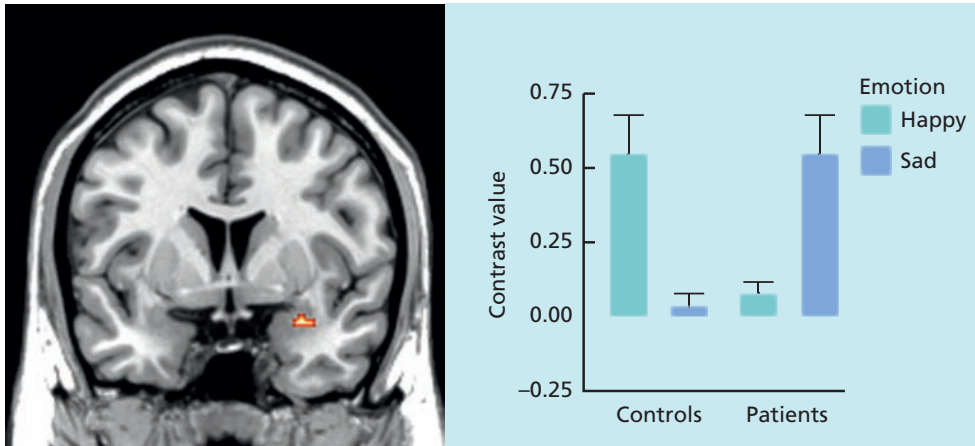 Emotion
Happy
Sad
Contrast value
0.75
0.50
0.25
0.00
−0.25
Controls
Patients